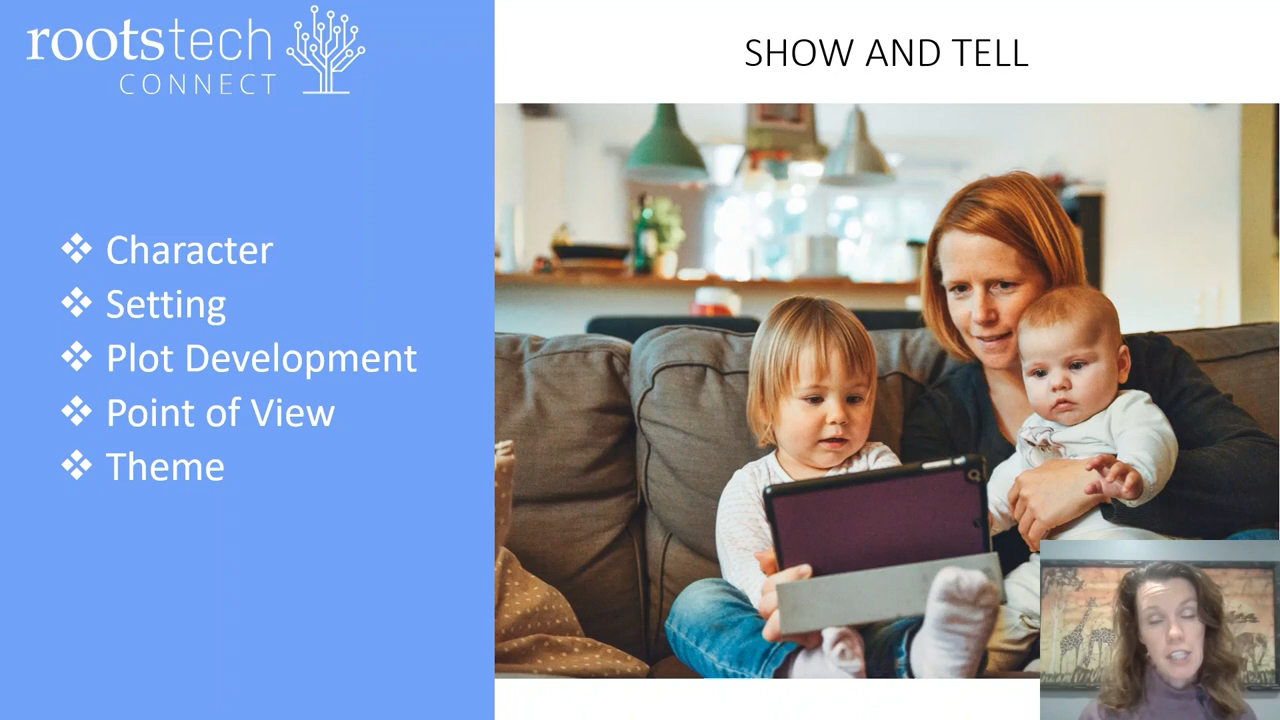 rootstech
CONNECT
SHOW AND TELL
❖ Character
❖ Setting
❖ Plot Development
❖ Point of View
❖ Theme